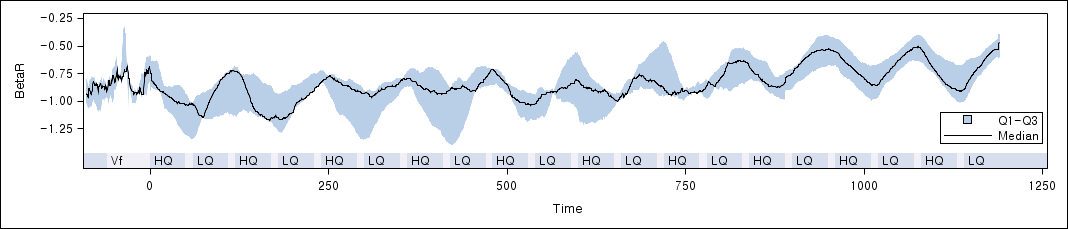 −0.25
−0.50
−0.75
−1.00
−1.25
BetaR
Q1−Q3
Median
Vf HQ LQ HQ LQ HQ LQ HQ LQ HQ LQ HQ LQ HQ LQ HQ LQ HQ LQ HQ LQ
0 250 500 750 1000 1250
Time